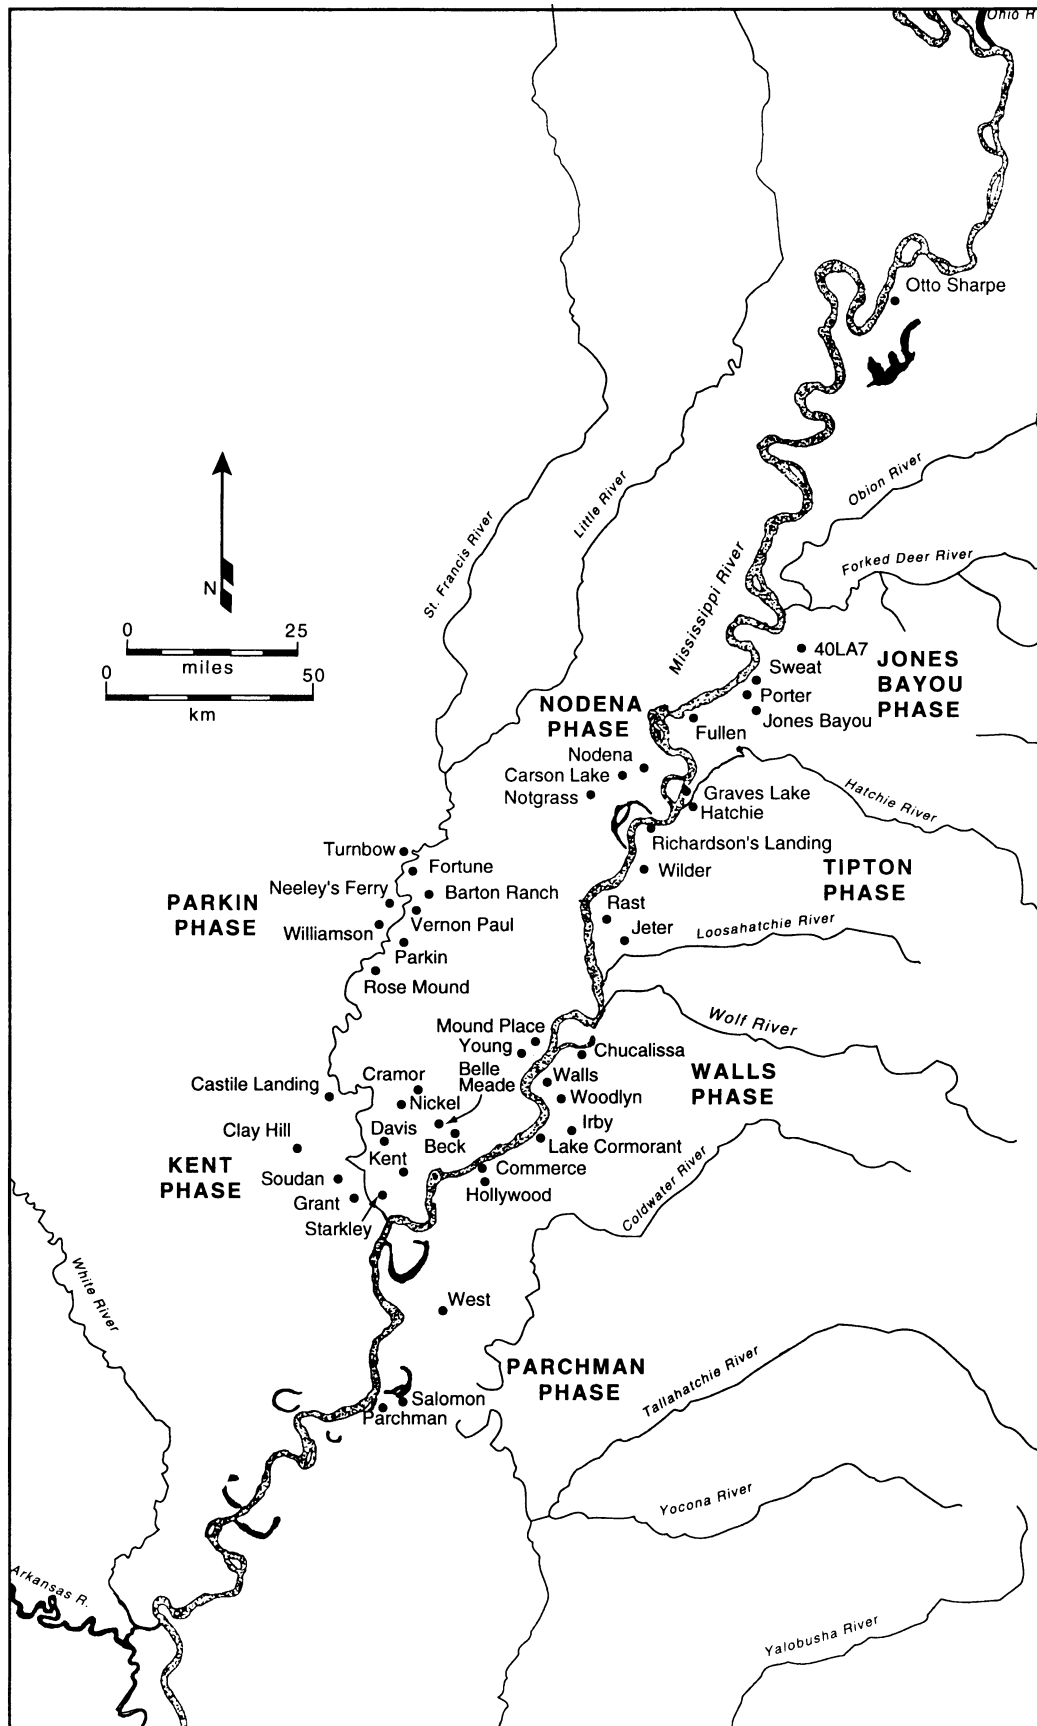 Ohio R
Otto Sharpe
Obion River
Little River
St. Francis River
Forked Deer River
Mississippi River
N
0 25
miles
0 50
km
40LA7
JONES
BAYOU
PHASE
Sweat
Porter
Jones Bayou
NODENA
PHASE
Fullen
Nodena
Carson Lake
Notgrass
Graves Lake
Hatchie
Hatchie River
Richardson's Landing
Turnbow
Fortune
Wilder
TIPTON
PHASE
Neeley's Ferry
Barton Ranch
PARKIN
PHASE
Rast
Vernon Paul
Williamson
Jeter
Loosahatchie River
Parkin
Rose Mound
Wolf River
Mound Place
Young
Chucalissa
Belle
Meade
Cramor
Walls
WALLS
PHASE
Castile Landing
Nickel
Woodlyn
Clay Hill
Davis
Irby
Beck
Lake Cormorant
KENT
PHASE
Kent
Commerce
Soudan
Hollywood
Coldwater River
Grant
Starkley
White River
West
PARCHMAN
PHASE
Tallahatchie River
Salomon
Parchman
Yocona River
Arkansas R.
Yalobusha River